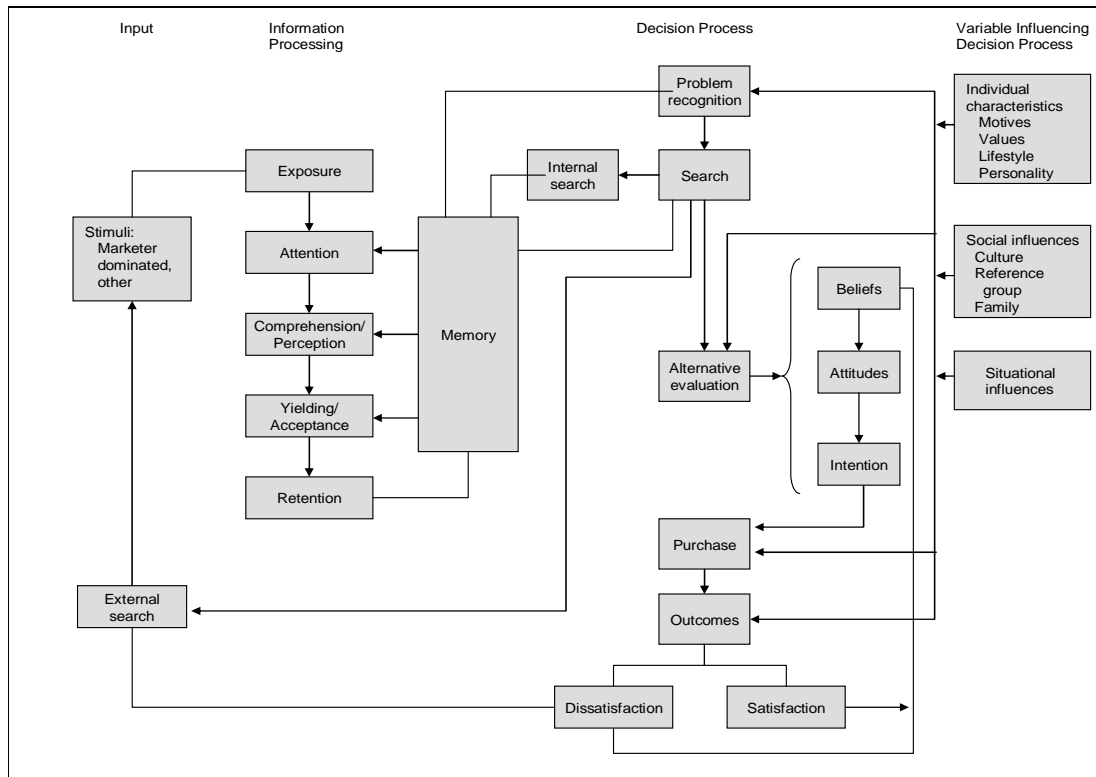 Input
Information
Processing
Decision Process
Variable Influencing
Decision Process
Problem
recognition
Individual
characteristics
Motives
Values
Lifestyle
Personality
Exposure
Internal
search
Search
Stimuli:
Marketer
dominated,
other
Attention
Memory
Social influences
Culture
Reference
group
Family
Beliefs
Comprehension/
Perception
Alternative
evaluation
Attitudes
Situational
influences
Yielding/
Acceptance
Intention
Retention
Purchase
External
search
Outcomes
Dissatisfaction
Satisfaction